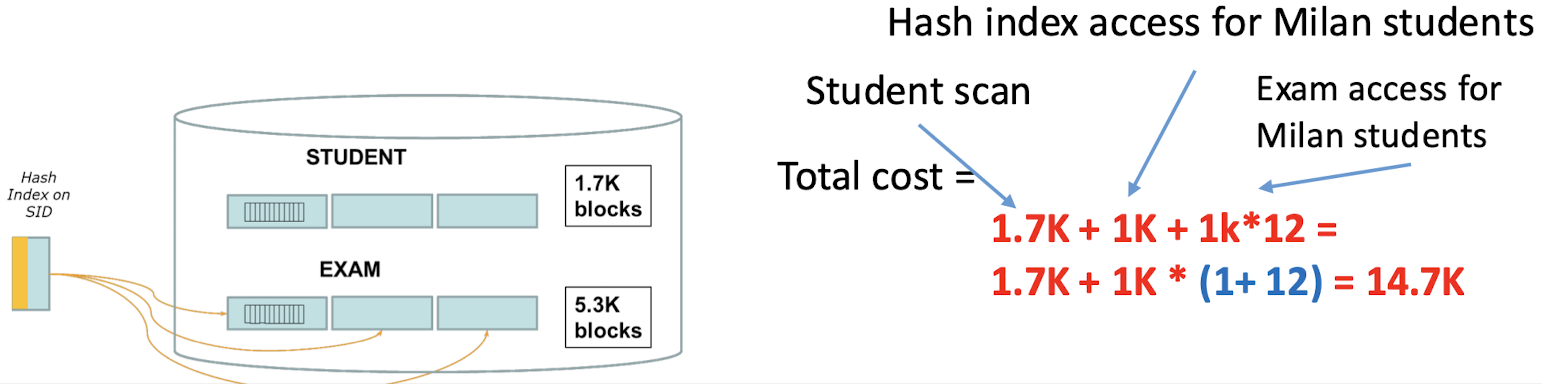 Hash index access for Milan students
Student scan
Exam access for
Milan students
Total cost =
1.7K + 1K + 1k*12 =
1.7K + 1K * (1+ 12) = 14.7K
Hash
Index on
SID
STUDENT
1.7K
blocks
EXAM
5.3K
blocks